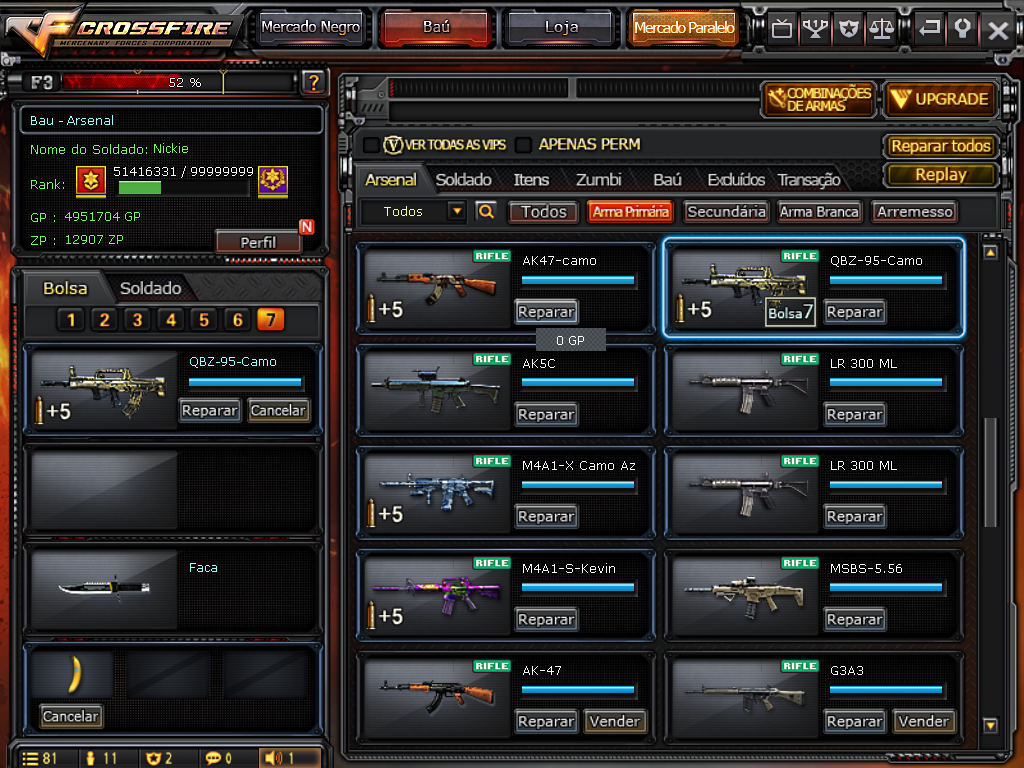 CROSSFIRE
MERCENARY FORCES CORPORATION
Mercado Negro
Baú
Loja
Mercado Paralelo
F3
52 %
?
COMBINAÇÕES
DE ARMAS
UPGRADE
Bau - Arsenal
Nome do Soldado: Nickie
Rank:
51416331 / 99999999
GP : 4951704 GP
ZP : 12907 ZP
N
Perfil
VER TODAS AS VIPS
APENAS PERM
Reparar todos
Replay
Arsenal
Soldado
Itens
Zumbi
Baú
Excluídos
Transação
Todos
Todos
Arma Primária
Secundária
Arma Branca
Arremesso
Bolsa
Soldado
1 2 3 4 5 6 7
QBZ-95-Camo
+5
Reparar
Cancelar
Faca
Cancelar
81
11
2
0
1
RIFLE
AK47-camo
+5
Reparar
0 GP
RIFLE
QBZ-95-Camo
+5
Bolsa 7
Reparar
RIFLE
AK5C
Reparar
RIFLE
LR 300 ML
Reparar
RIFLE
M4A1-X Camo Az
+5
Reparar
RIFLE
LR 300 ML
Reparar
RIFLE
M4A1-S-Kevin
+5
Reparar
RIFLE
MSBS-5.56
Reparar
RIFLE
AK-47
Reparar
Vender
RIFLE
G3A3
Reparar
Vender